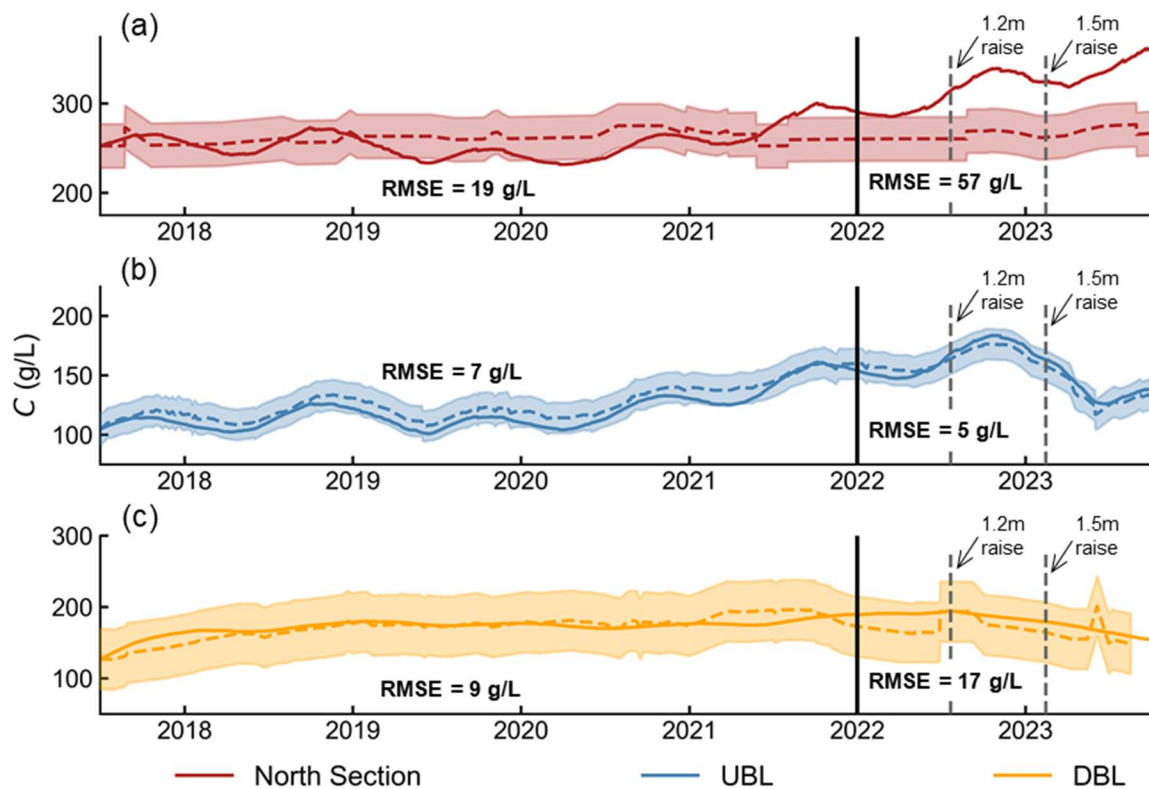 (a)
1.2m
raise
1.5m
raise
300
200
RMSE = 19 g/L
RMSE = 57 g/L
2018 2019 2020 2021 2022 2023
(b)
1.2m
raise
1.5m
raise
C (g/L)
200
150
100
RMSE = 7 g/L
RMSE = 5 g/L
2018 2019 2020 2021 2022 2023
(c)
1.2m
raise
1.5m
raise
300
200
100
RMSE = 9 g/L
RMSE = 17 g/L
2018 2019 2020 2021 2022 2023
North Section UBL DBL